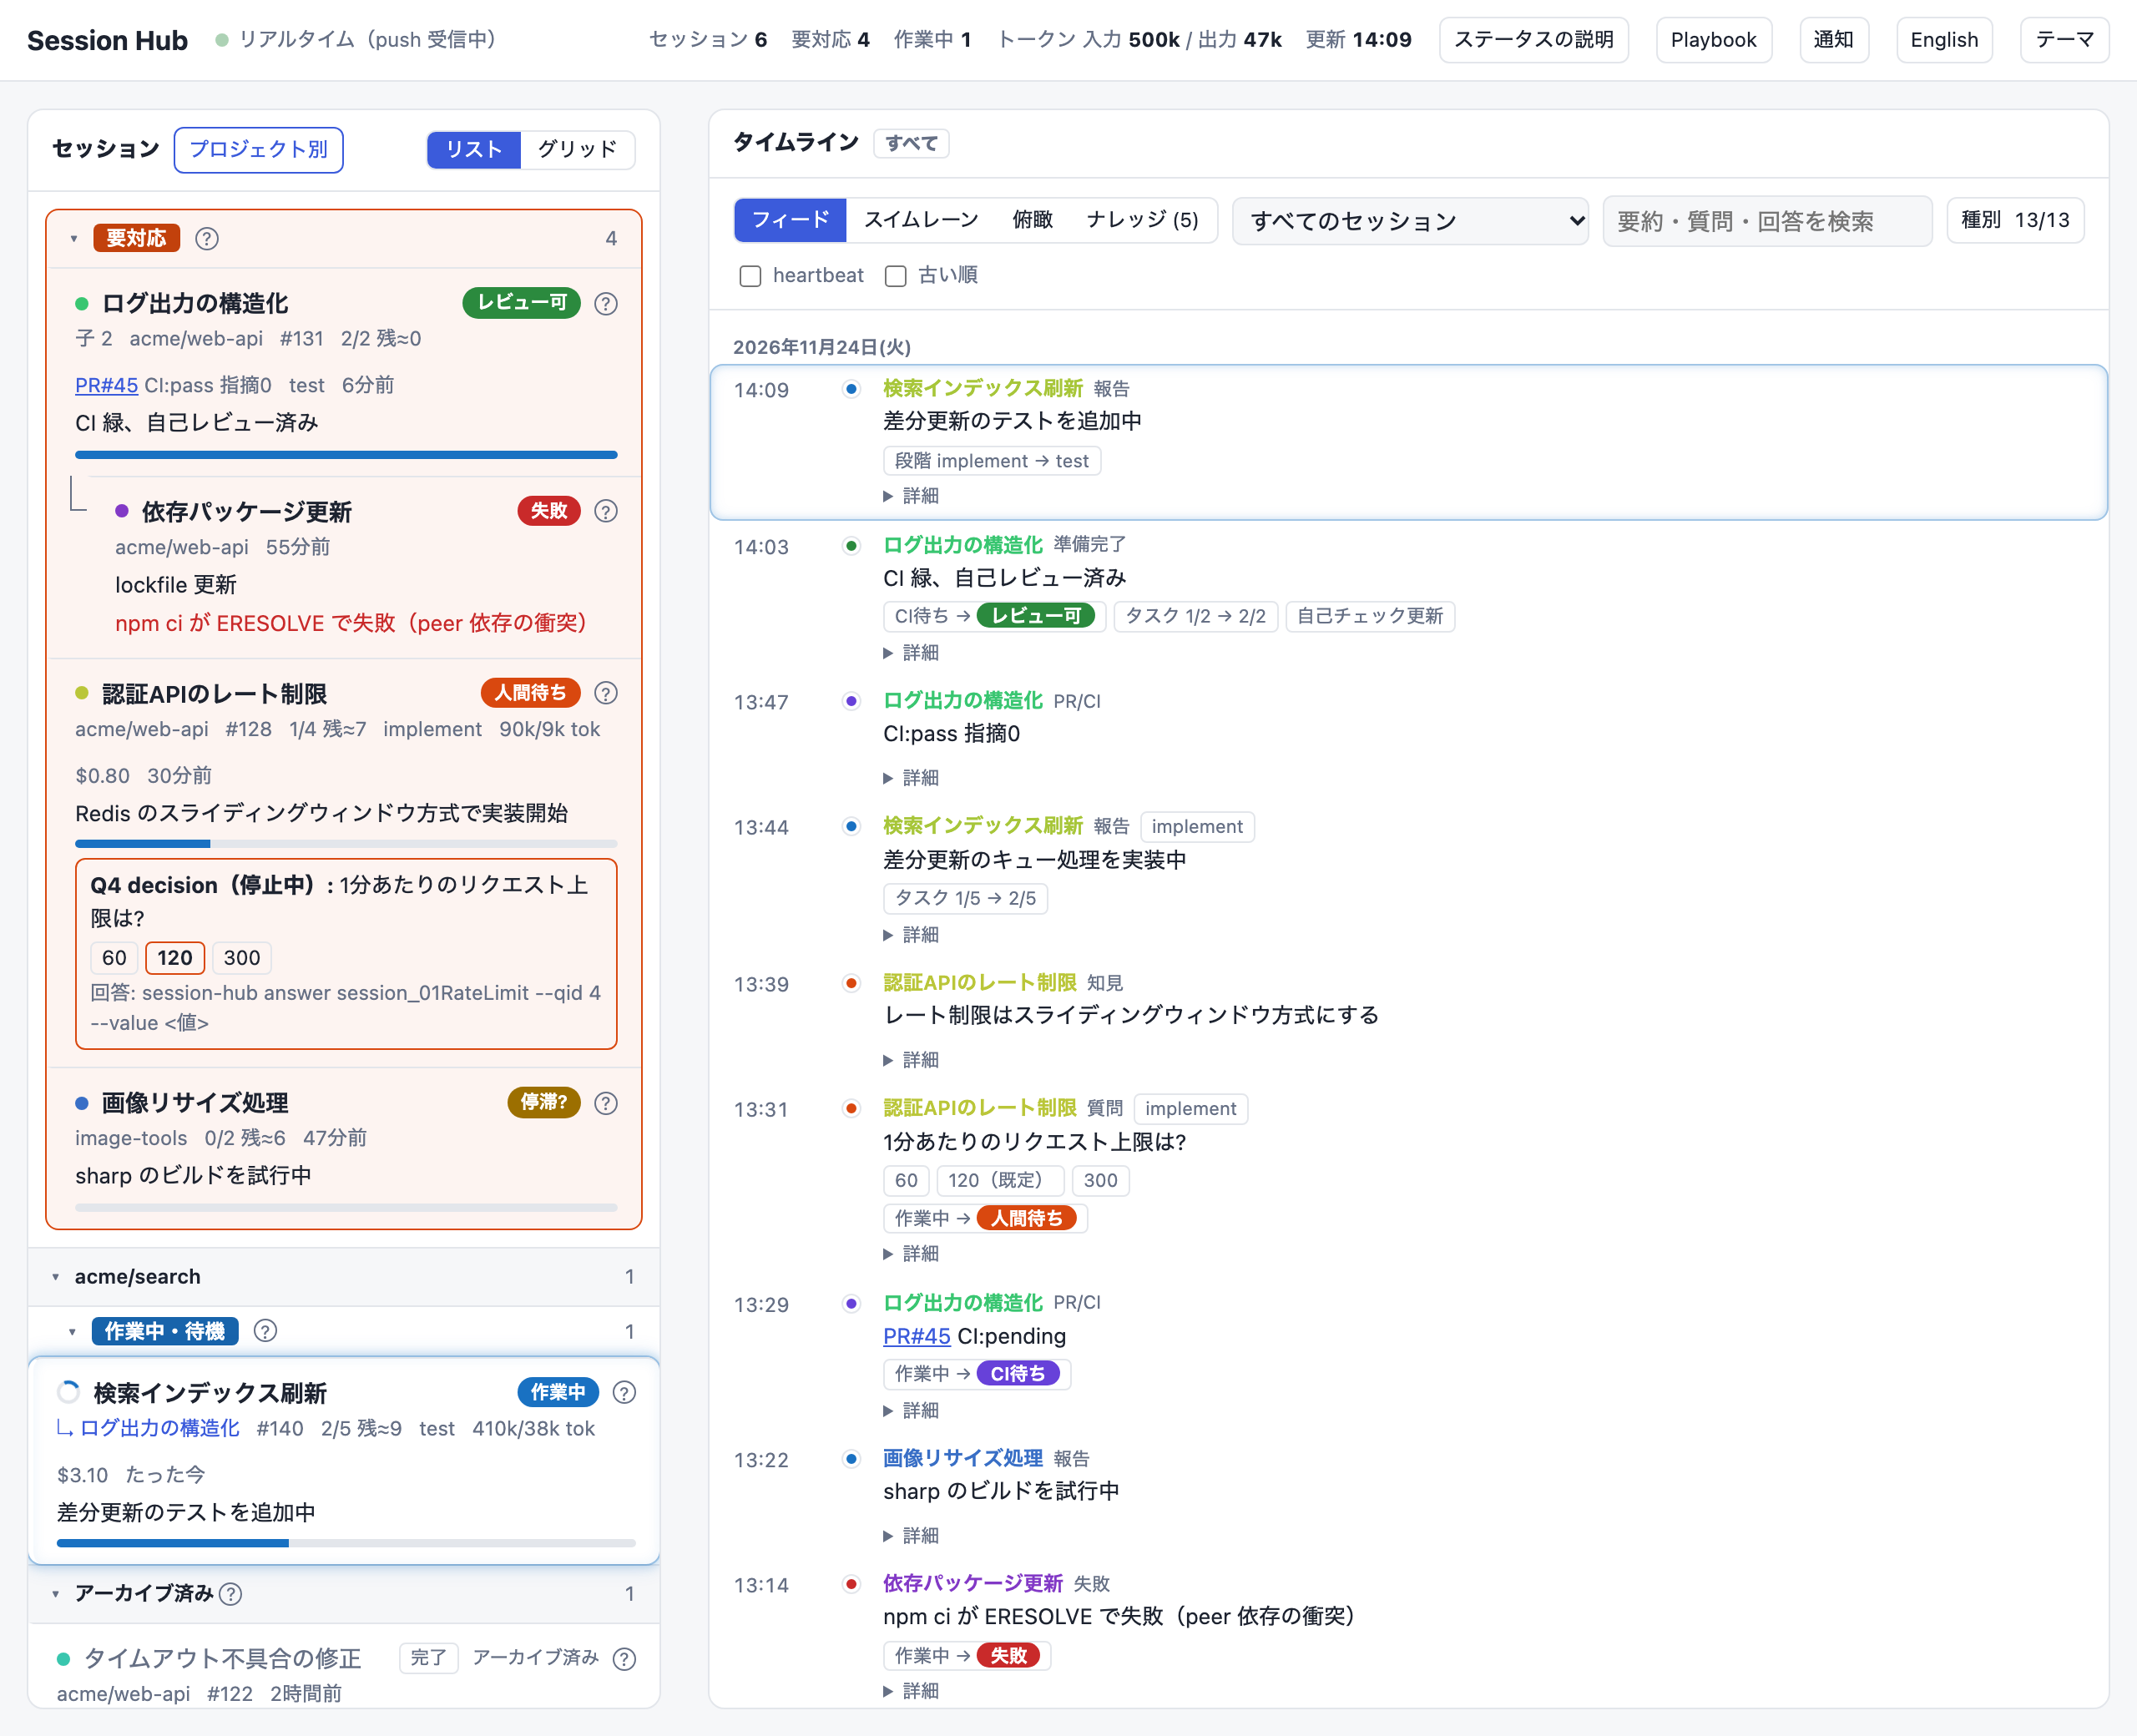 Session Hub リアルタイム（push 受信中） セッション 6 要対応 4 作業中 1 トークン 入力 500k / 出力 47k 更新 14:09 ステータスの説明 Playbook 通知 English テーマ
セッション プロジェクト別 リスト グリッド
▾ 要対応 ? 4
ログ出力の構造化 レビュー可 ?
子 2 acme/web-api #131 2/2 残≈0
PR#45 CI:pass 指摘0 test 6分前
CI 緑、自己レビュー済み
依存パッケージ更新 失敗 ?
acme/web-api 55分前
lockfile 更新
npm ci が ERESOLVE で失敗（peer 依存の衝突）
認証APIのレート制限 人間待ち ?
acme/web-api #128 1/4 残≈7 implement 90k/9k tok
$0.80 30分前
Redis のスライディングウィンドウ方式で実装開始
Q4 decision（停止中）: 1分あたりのリクエスト上
限は?
60 120 300
回答: session-hub answer session_01RateLimit --qid 4
--value <値>
画像リサイズ処理 停滞? ?
image-tools 0/2 残≈6 47分前
sharp のビルドを試行中
▾ acme/search 1
▾ 作業中・待機 ? 1
検索インデックス刷新 作業中 ?
ログ出力の構造化 #140 2/5 残≈9 test 410k/38k tok
$3.10 たった今
差分更新のテストを追加中
▾ アーカイブ済み ? 1
タイムアウト不具合の修正 完了 アーカイブ済み ?
acme/web-api #122 2時間前
タイムライン すべて
フィード スイムレーン 俯瞰 ナレッジ (5) すべてのセッション 要約・質問・回答を検索 種別 13/13
heartbeat 古い順
2026年11月24日(火)
14:09 検索インデックス刷新 報告
差分更新のテストを追加中
段階 implement → test
▶ 詳細
14:03 ログ出力の構造化 準備完了
CI 緑、自己レビュー済み
CI待ち → レビュー可 タスク 1/2 → 2/2 自己チェック更新
▶ 詳細
13:47 ログ出力の構造化 PR/CI
CI:pass 指摘0
▶ 詳細
13:44 検索インデックス刷新 報告 implement
差分更新のキュー処理を実装中
タスク 1/5 → 2/5
▶ 詳細
13:39 認証APIのレート制限 知見
レート制限はスライディングウィンドウ方式にする
▶ 詳細
13:31 認証APIのレート制限 質問 implement
1分あたりのリクエスト上限は?
60 120（既定） 300
作業中 → 人間待ち
▶ 詳細
13:29 ログ出力の構造化 PR/CI
PR#45 CI:pending
作業中 → CI待ち
▶ 詳細
13:22 画像リサイズ処理 報告
sharp のビルドを試行中
▶ 詳細
13:14 依存パッケージ更新 失敗
npm ci が ERESOLVE で失敗（peer 依存の衝突）
作業中 → 失敗
▶ 詳細